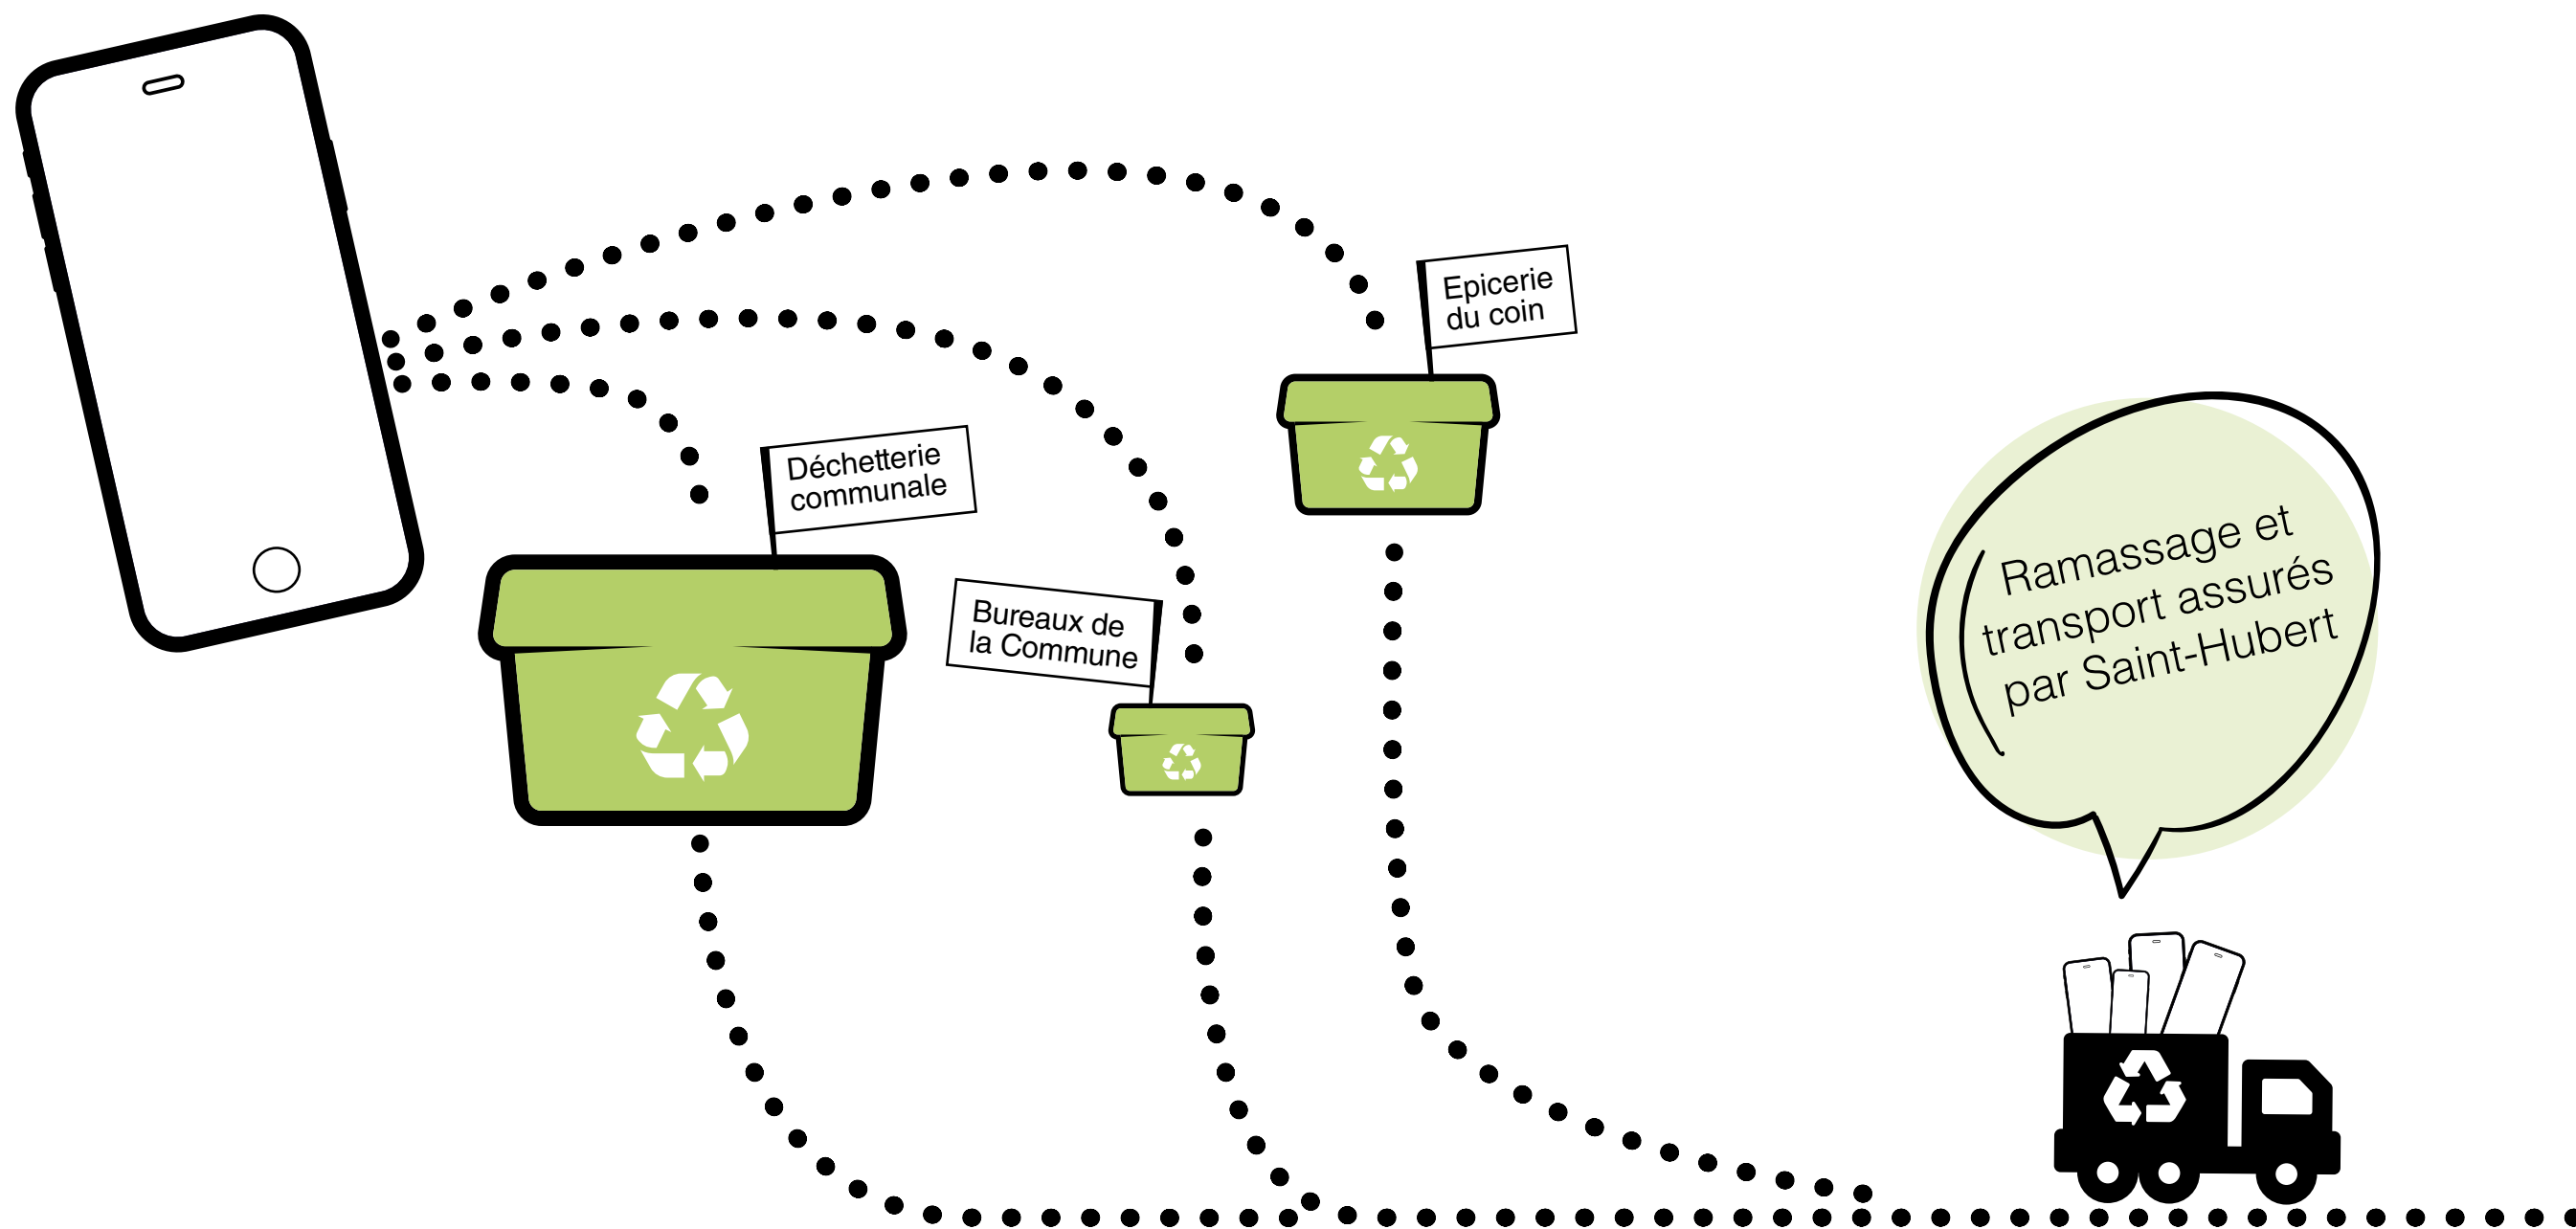 Epicerie
du coin
Déchetterie
communale
Bureaux de
la Commune
Ramassage et
transport assurés
par Saint-Hubert